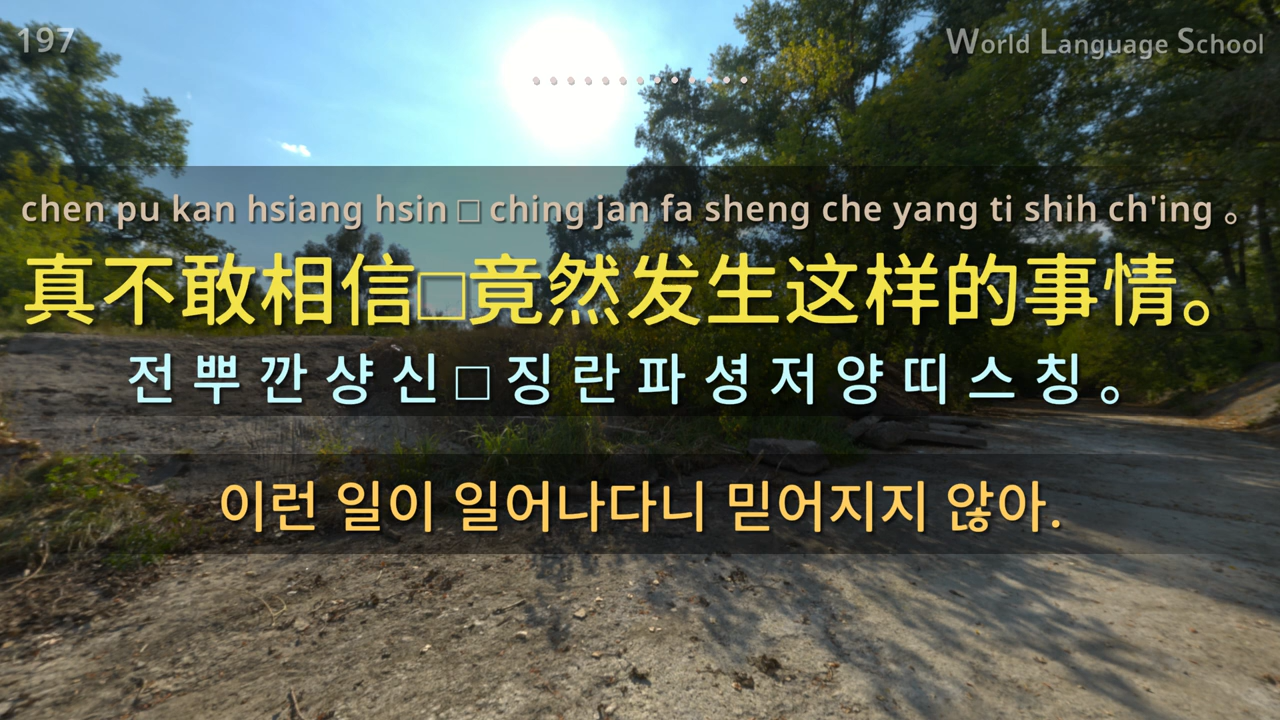 197
World Language School
............
chen pu kan hsiang hsin □ ching jan fa sheng che yang ti shih ch'ing 。
真不敢相信□竟然发生这样的事情。
전 뿌 깐 샹 신 □ 징 란 파 셩 저 양 띠 스 칭 。
이런 일이 일어나다니 믿어지지 않아.